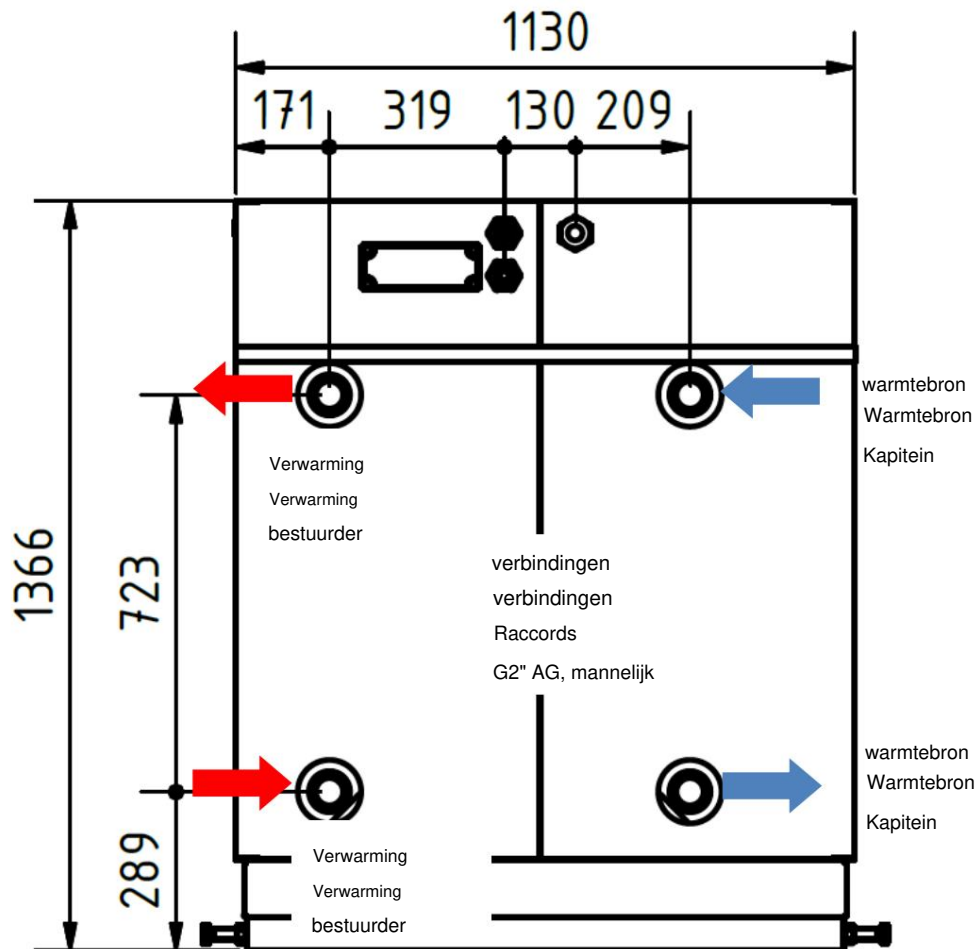 1130
171 319 130 209
warmtebron
Warmtebron
Kapitein
Verwarming
Verwarming
bestuurder
1366
723
verbindingen
verbindingen
Raccords
G2" AG, mannelijk
warmtebron
Warmtebron
Kapitein
289
Verwarming
Verwarming
bestuurder